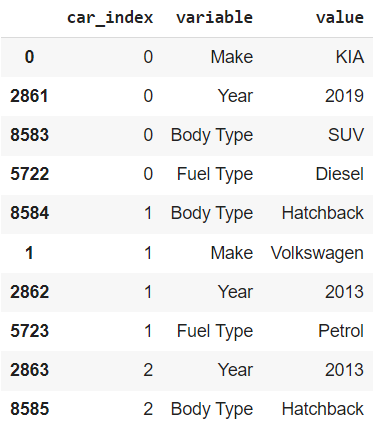 car_index variable value
0 0 Make KIA
2861 0 Year 2019
8583 0 Body Type SUV
5722 0 Fuel Type Diesel
8584 1 Body Type Hatchback
1 1 Make Volkswagen
2862 1 Year 2013
5723 1 Fuel Type Petrol
2863 2 Year 2013
8585 2 Body Type Hatchback